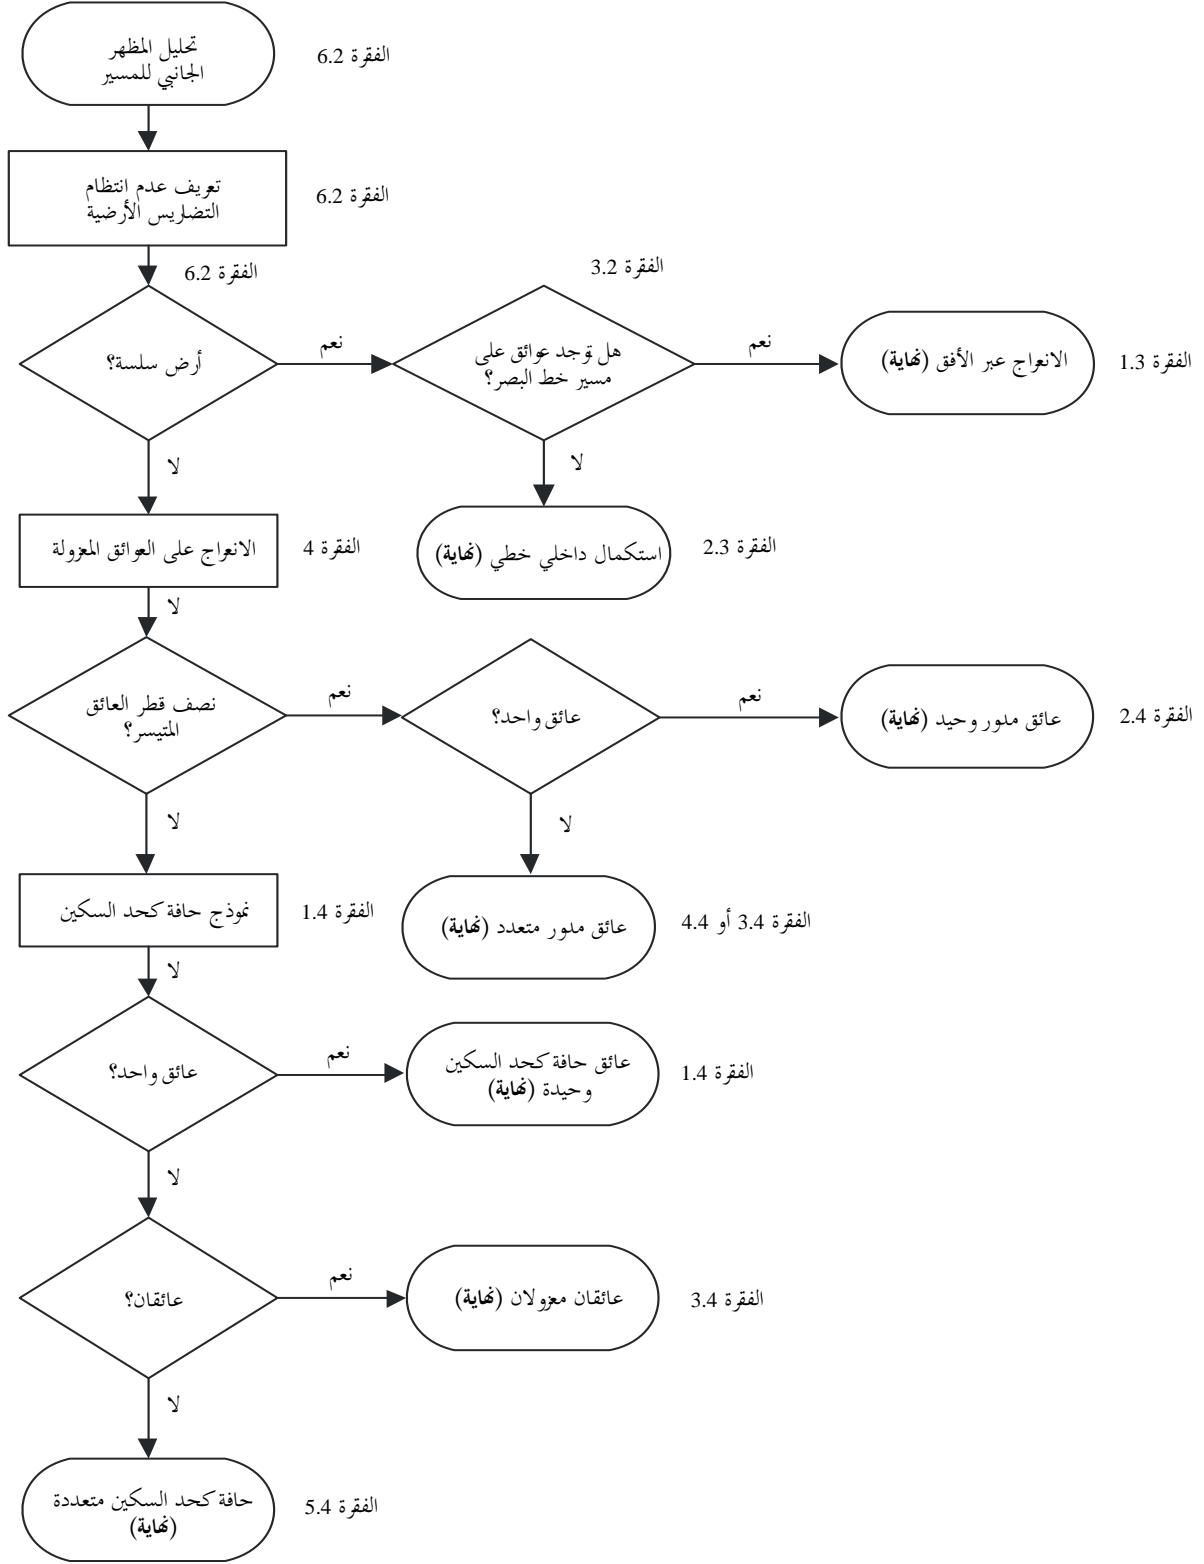 تحليل المظهر
الجانبي للمسير
الفقرة 6.2
تعريف عدم انتظام
التضاريس الأرضية
الفقرة 6.2
الفقرة 6.2
الفقرة 3.2
أرض سلسة؟
نعم
هل توجد عوائق على
مسير خط البصر؟
نعم
الانعراج عبر الأفق (نهاية)
الفقرة 1.3
لا
لا
الانعراج على العوائق المعزولة
الفقرة 4
استكمال داخلي خطي (نهاية)
الفقرة 2.3
لا
نصف قطر العائق
المتيسر؟
نعم
عائق واحد؟
نعم
عائق مدور وحيد (نهاية)
الفقرة 2.4
لا
لا
نموذج حافة كحد السكين
الفقرة 1.4
عائق مدور متعدد (نهاية)
الفقرة 3.4 أو 4.4
لا
عائق واحد؟
نعم
عائق حافة كحد السكين
وحيدة (نهاية)
الفقرة 1.4
لا
عائقان؟
نعم
عائقان معزولان (نهاية)
الفقرة 3.4
لا
حافة كحد السكين متعددة
(نهاية)
الفقرة 5.4